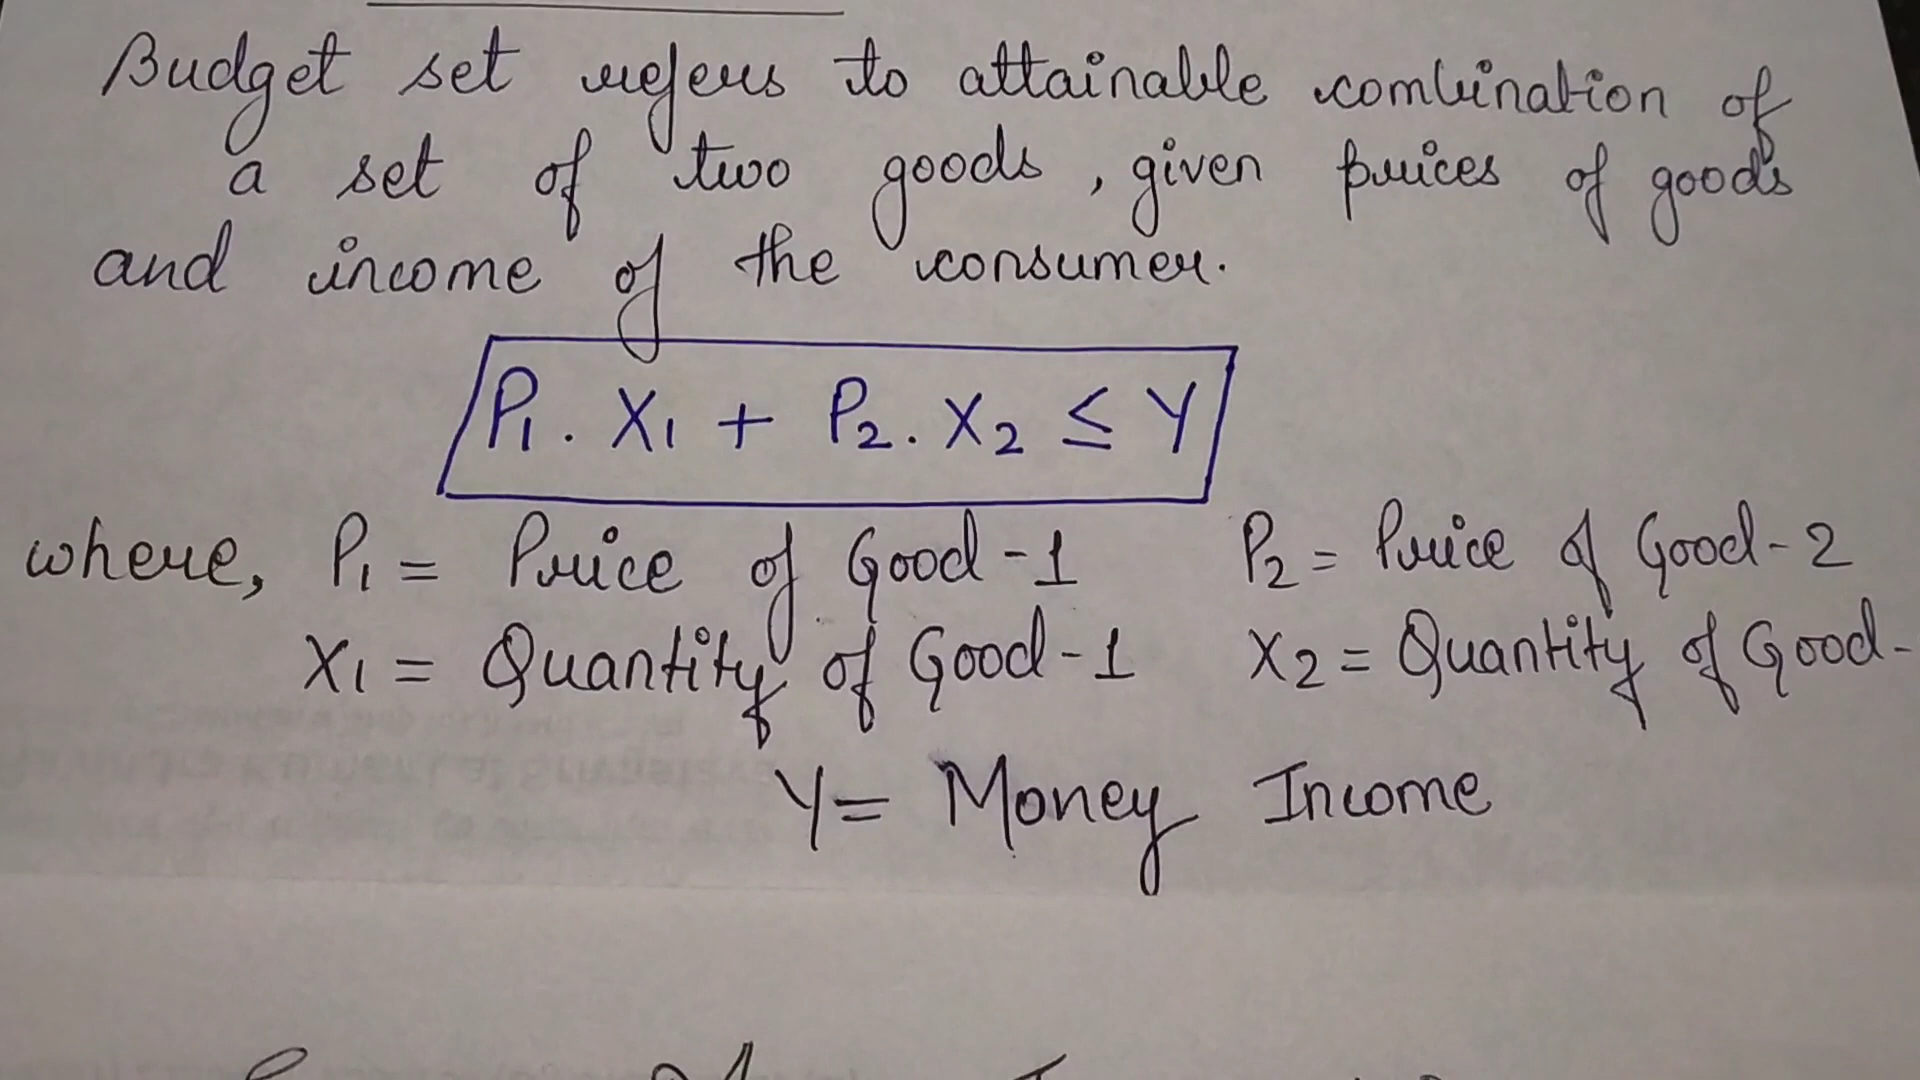 Budget set refers to attainable combination of
a set of two goods, given prices of goods
and income of the consumer.
P₁. X₁ + P₂. X₂ ≤ Y
where, P₁ = Price of Good-1 P₂ = Price of Good-2
X₁ = Quantity of Good-1 X₂ = Quantity of Good-
Y = Money Income